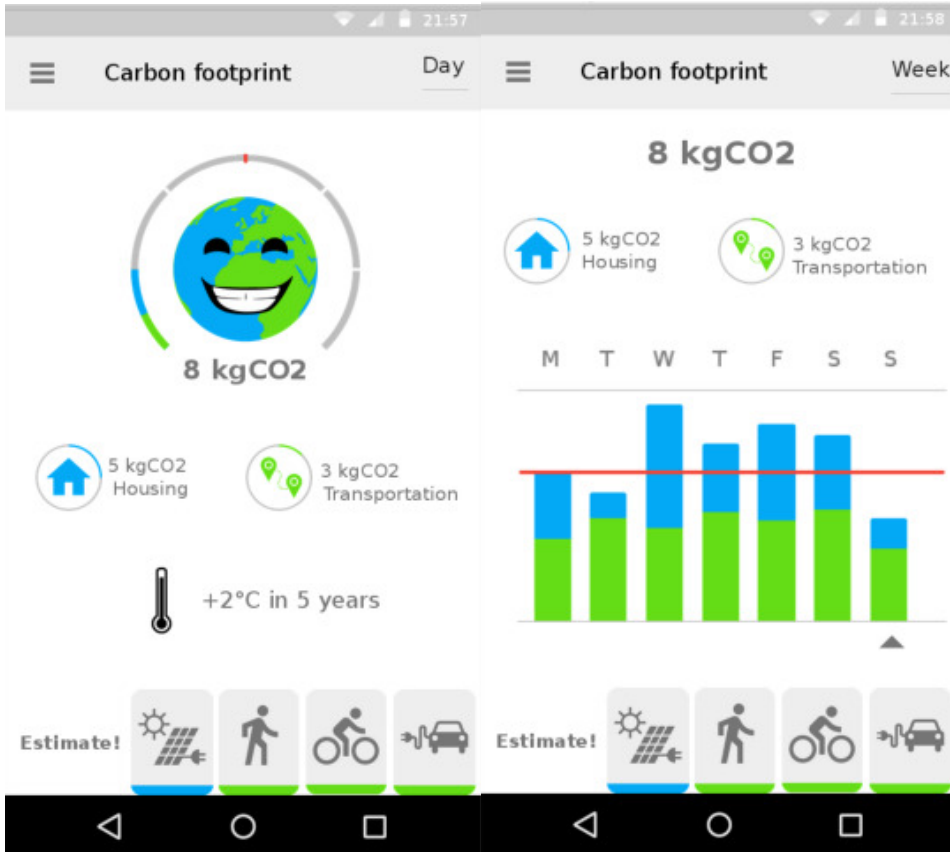 21:57
Carbon footprint
Day
8 kgCO2
5 kgCO2
Housing
3 kgCO2
Transportation
+2°C in 5 years
Estimate!
21:58
Carbon footprint
Week
8 kgCO2
5 kgCO2
Housing
3 kgCO2
Transportation
M T W T F S S
Estimate!